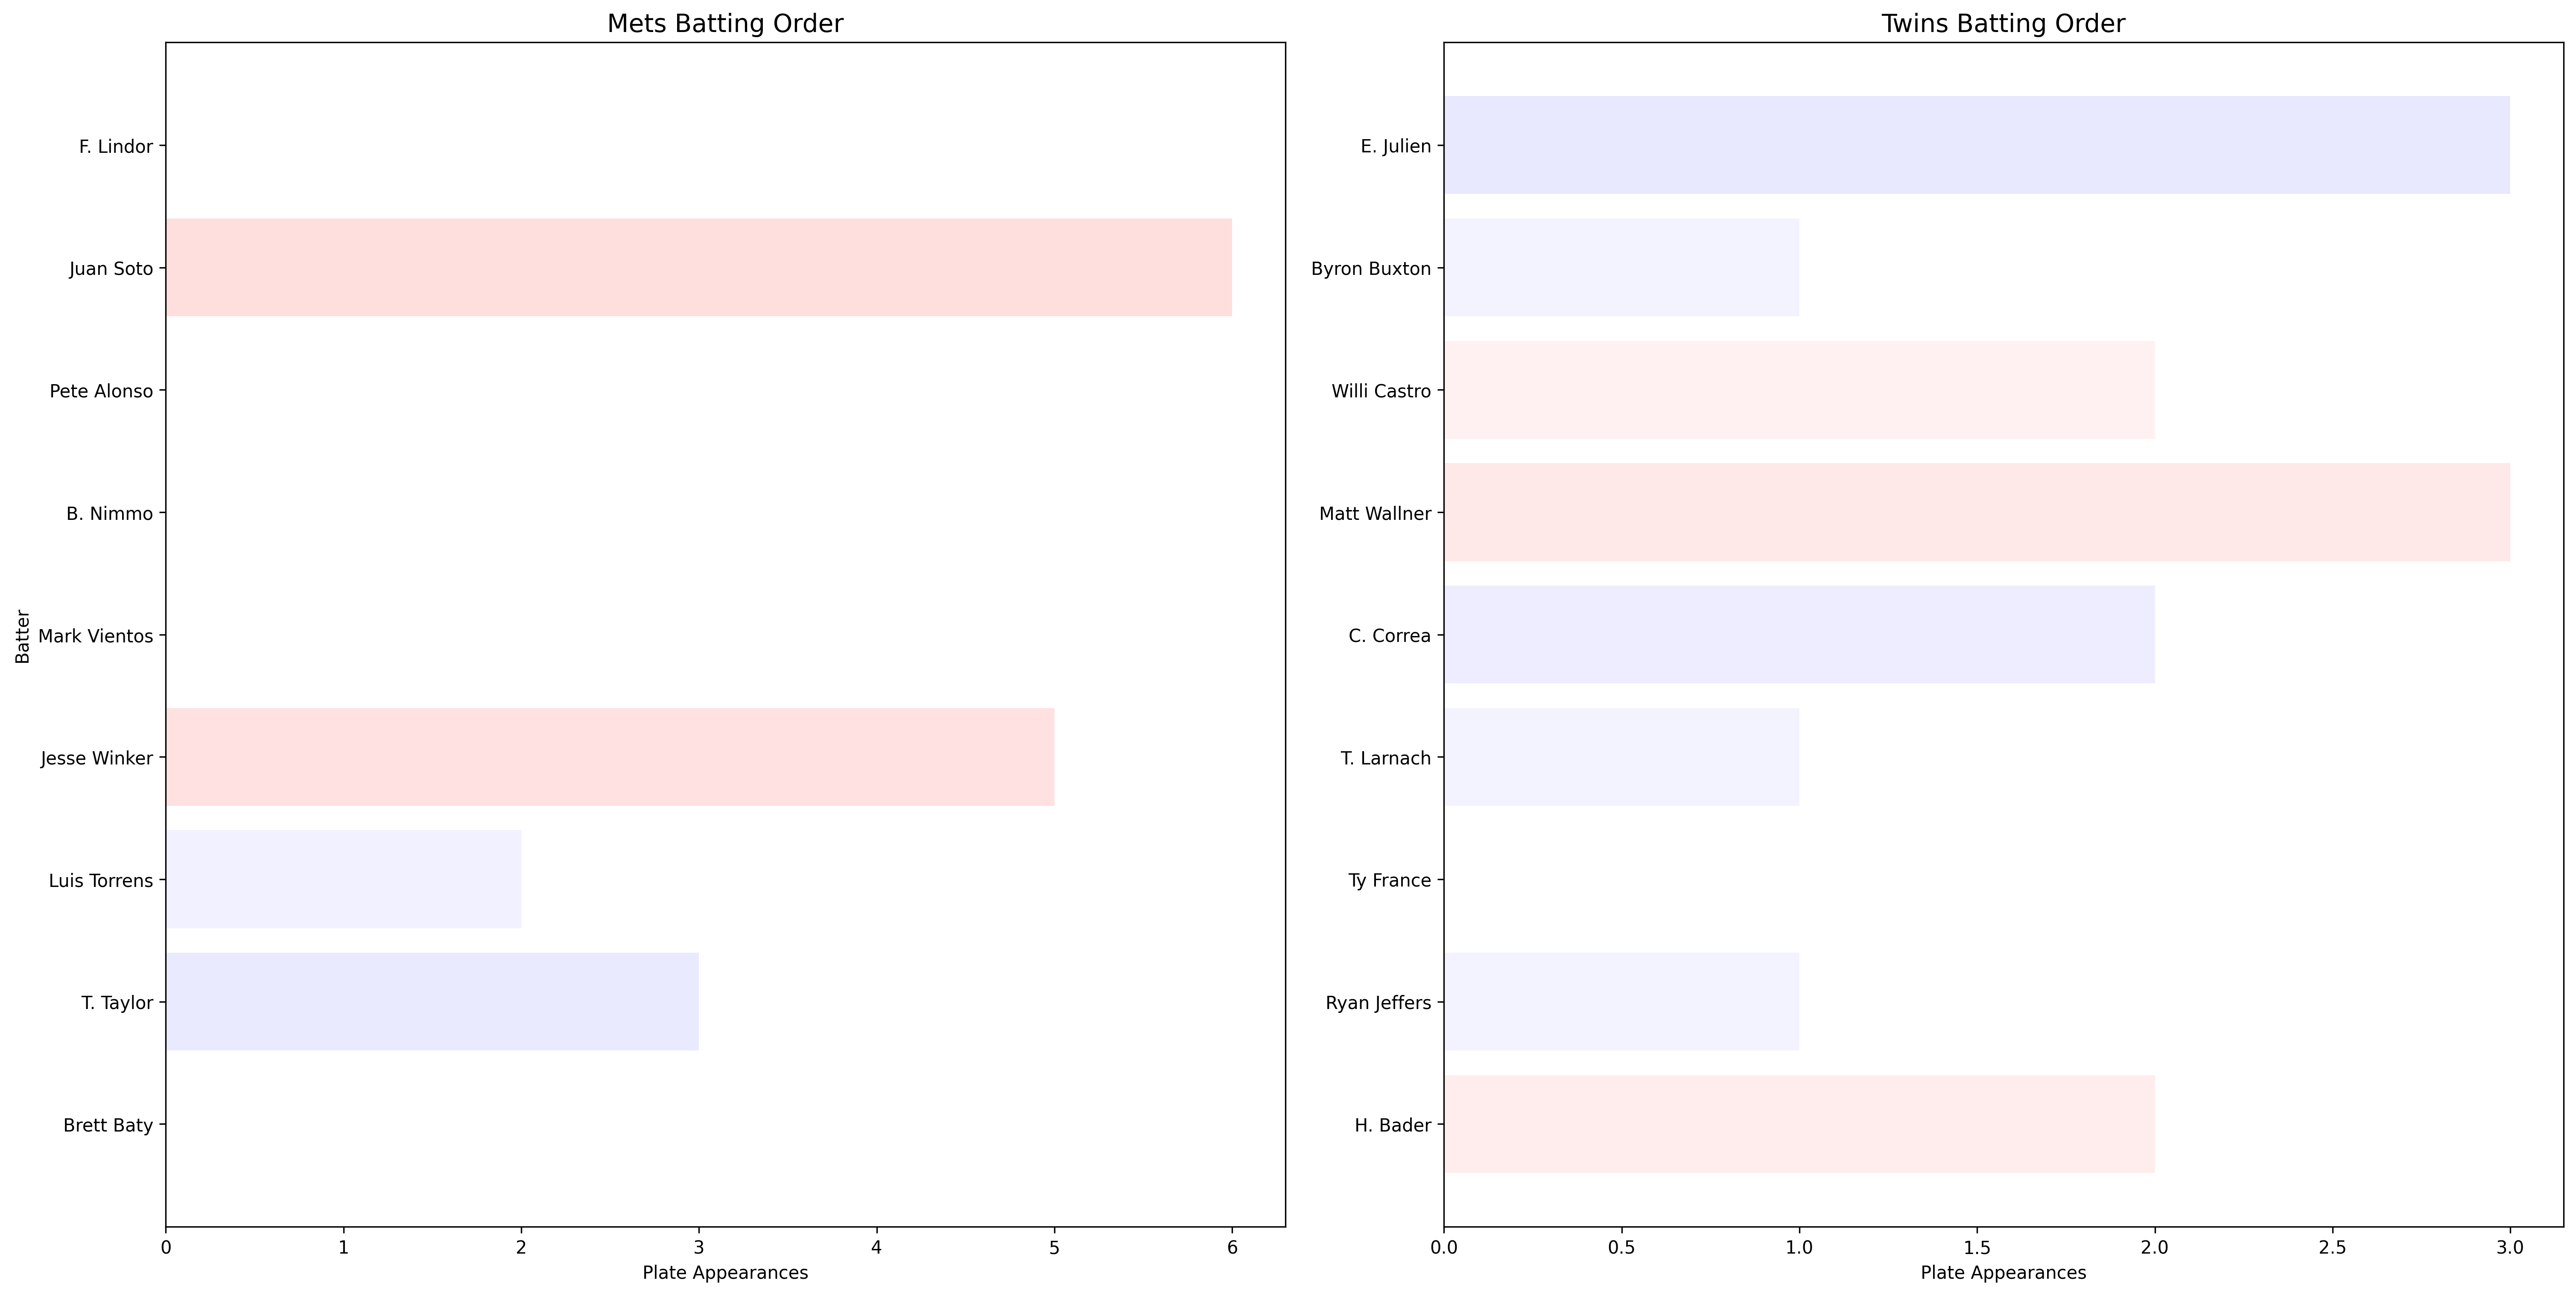 Mets Batting Order
Batter
F. Lindor
Juan Soto
Pete Alonso
B. Nimmo
Mark Vientos
Jesse Winker
Luis Torrens
T. Taylor
Brett Baty
0 1 2 3 4 5 6
Plate Appearances
Twins Batting Order
E. Julien
Byron Buxton
Willi Castro
Matt Wallner
C. Correa
T. Larnach
Ty France
Ryan Jeffers
H. Bader
0.0 0.5 1.0 1.5 2.0 2.5 3.0
Plate Appearances